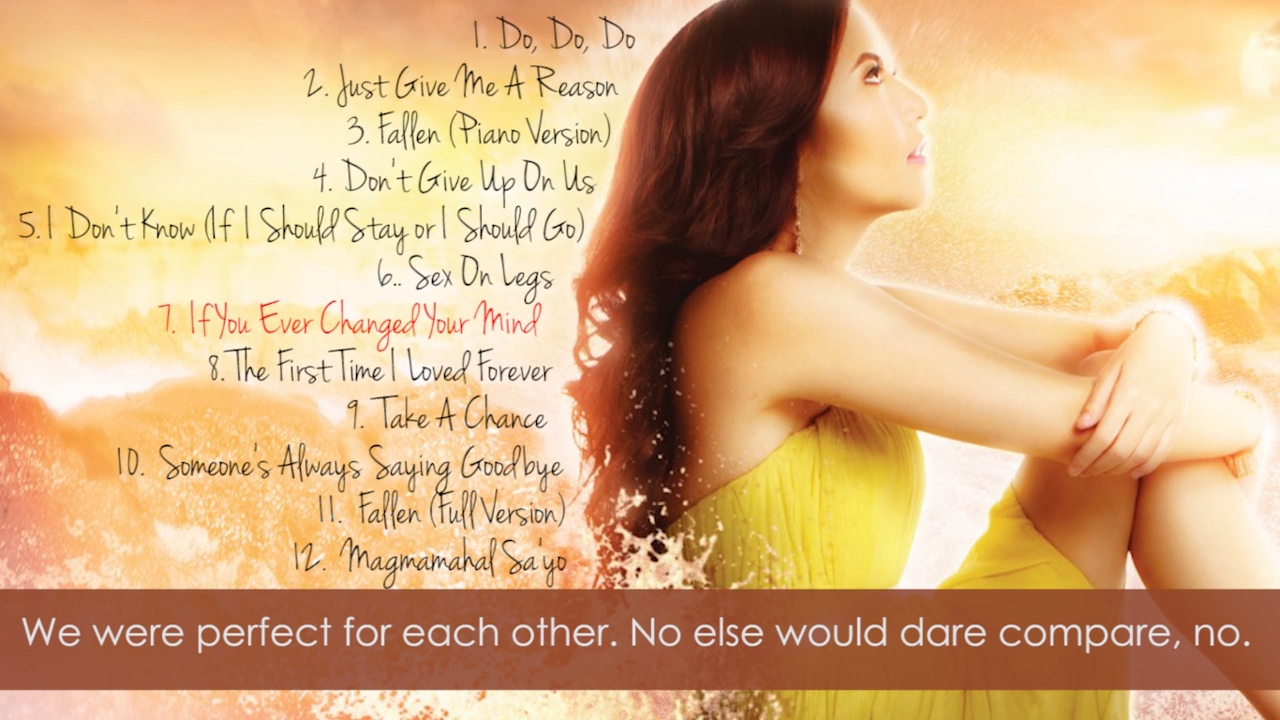 1. Do, Do, Do
2. Just Give Me A Reason
3. Fallen (Piano Version)
4. Don't Give Up On Us
5. I Don't Know (If I Should Stay or I Should Go)
6.. Sex On Legs
7. If You Ever Changed Your Mind
8. The First Time I Loved Forever
9. Take A Chance
10. Someone's Always Saying Goodbye
11. Fallen (Full Version)
12. Magmamahal Sa'yo
We were perfect for each other. No else would dare compare, no.